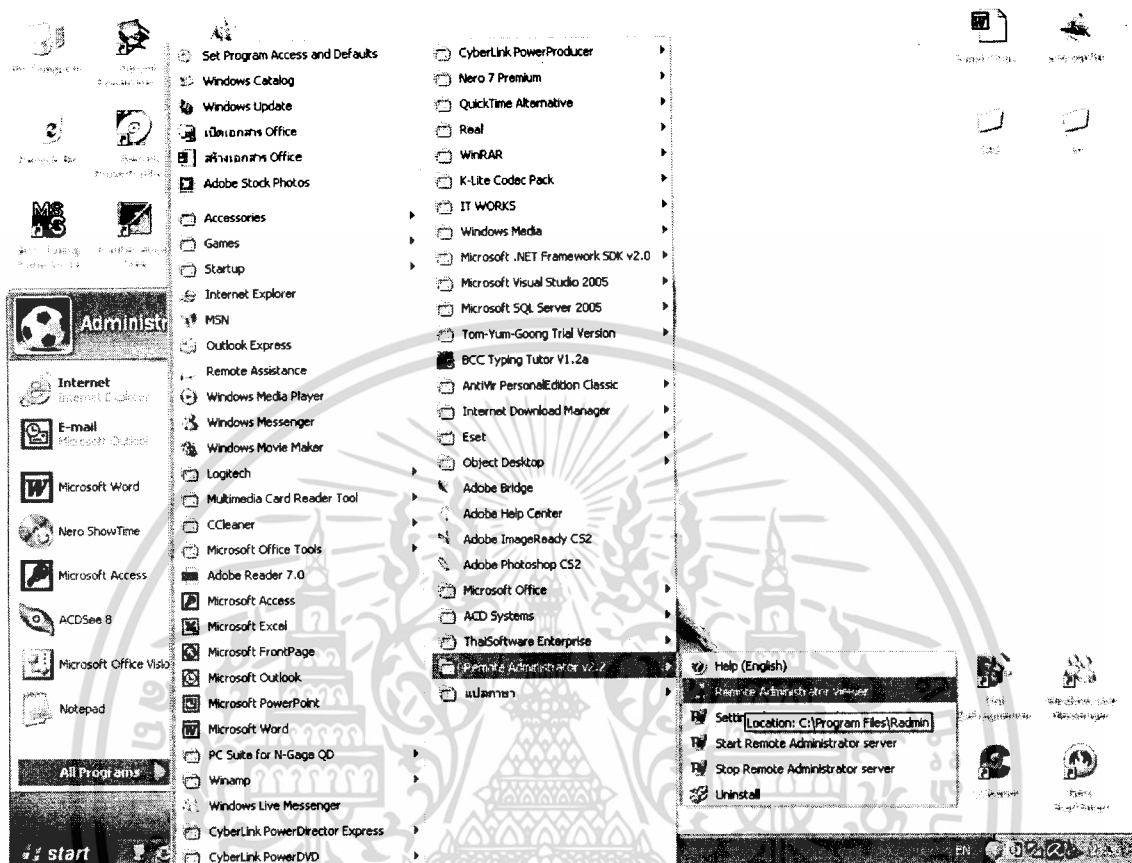 Set Program Access and Defaults
Windows Catalog
Windows Update
เปิดเอกสาร Office
สร้างเอกสาร Office
Adobe Stock Photos
Accessories
Games
Startup
Internet Explorer
MSN
Outlook Express
Remote Assistance
Windows Media Player
Windows Messenger
Windows Movie Maker
Logitech
Multimedia Card Reader Tool
CCleaner
Microsoft Office Tools
Adobe Reader 7.0
Microsoft Access
Microsoft Excel
Microsoft FrontPage
Microsoft Outlook
Microsoft PowerPoint
Microsoft Word
PC Suite for N-Gage QD
Winamp
Windows Live Messenger
CyberLink PowerDirector Express
CyberLink PowerDVD
CyberLink PowerProducer
Nero 7 Premium
QuickTime Alternative
Real
WinRAR
K-Lite Codec Pack
IT WORKS
Windows Media
Microsoft .NET Framework SDK v2.0
Microsoft Visual Studio 2005
Microsoft SQL Server 2005
Tom-Yum-Goong Trial Version
BCC Typing Tutor V1.2a
AntiVir PersonalEdition Classic
Internet Download Manager
Eset
Object Desktop
Adobe Bridge
Adobe Help Center
Adobe ImageReady CS2
Adobe Photoshop CS2
Microsoft Office
ACD Systems
ThaiSoftware Enterprise
Remote Administrator v2.2
แปลภาษา
Help (English)
Remote Administrator viewer
Settin
Location: C:\Program Files\Radmin
Start Remote Administrator server
Stop Remote Administrator server
Uninstall
Administr
Internet
Internet Explorer
E-mail
Microsoft Outlook
Microsoft Word
Nero ShowTime
Microsoft Access
ACDSee 8
Microsoft Office Visio
Notepad
All Programs
start
EN